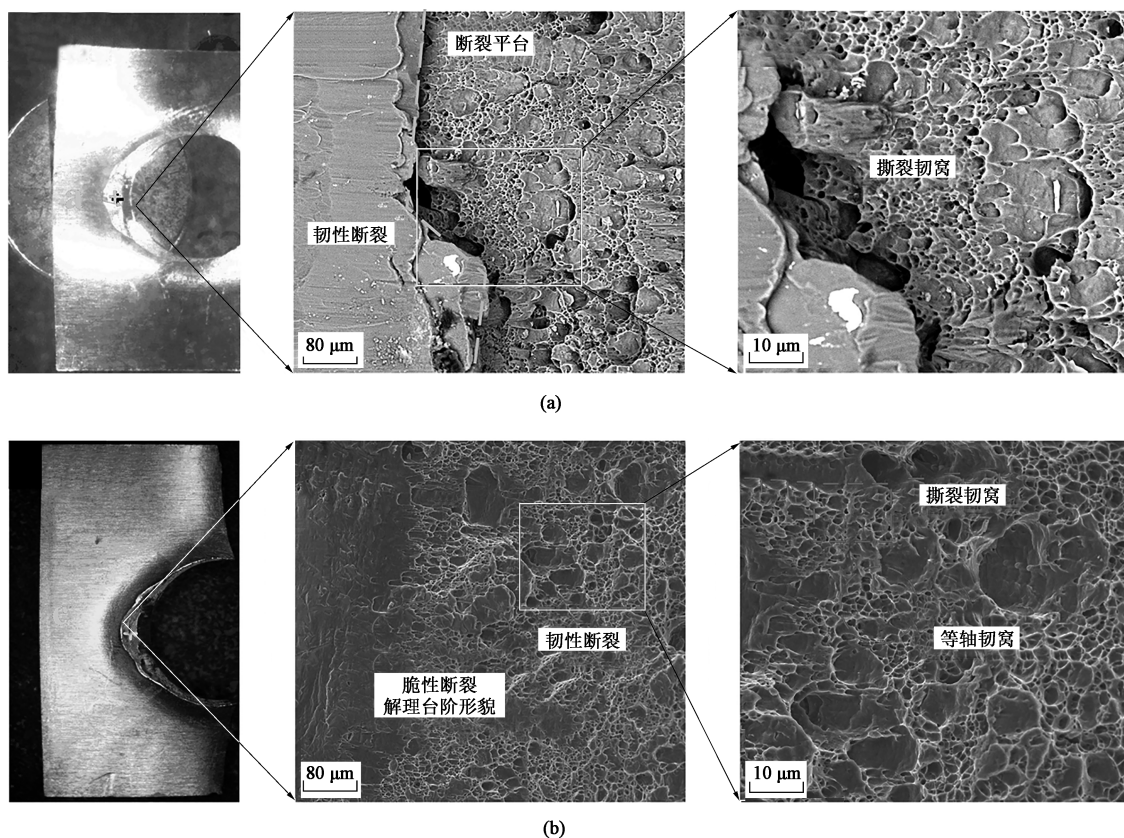 断裂平台
撕裂韧窝
韧性断裂
80 μm
10 μm
(a)
撕裂韧窝
韧性断裂
等轴韧窝
脆性断裂
解理台阶形貌
80 μm
10 μm
(b)